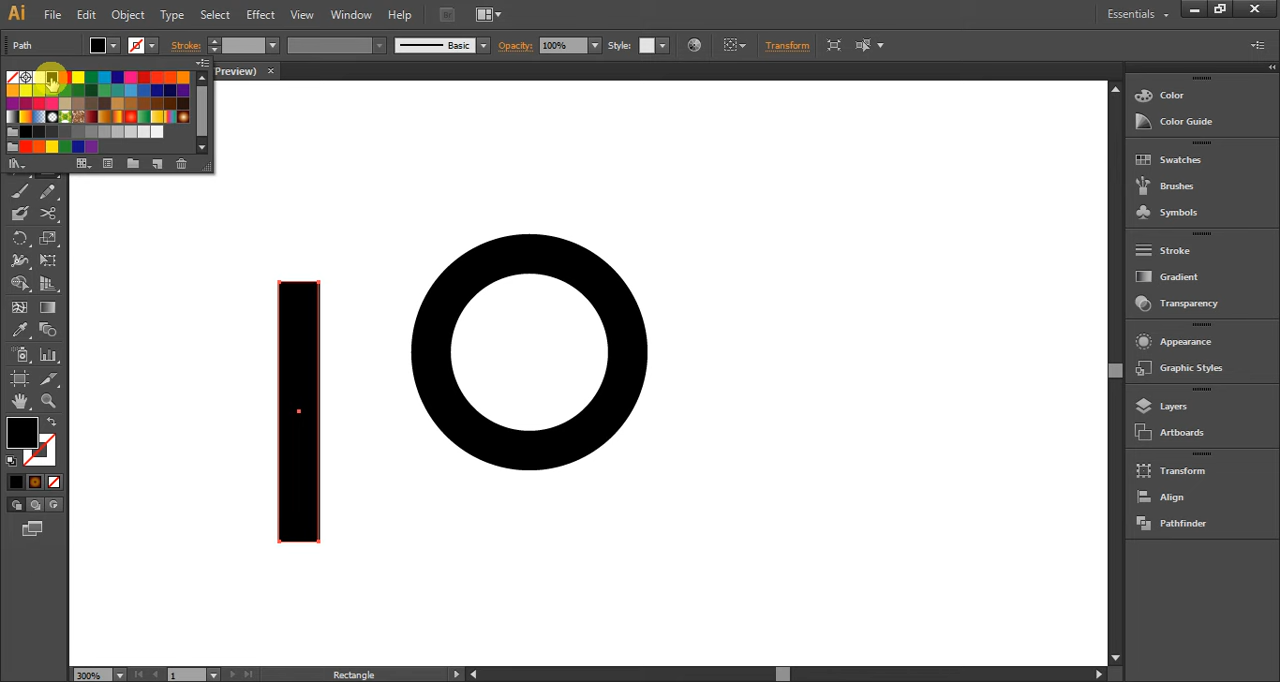 Ai File Edit Object Type Select Effect View Window Help Br Essentials
Path Stroke: Basic Opacity: 100% Style: Transform
Preview) ×
Color
Color Guide
Swatches
Brushes
Symbols
Stroke
Gradient
Transparency
Appearance
Graphic Styles
Layers
Artboards
Transform
Align
Pathfinder
300% 1 Rectangle